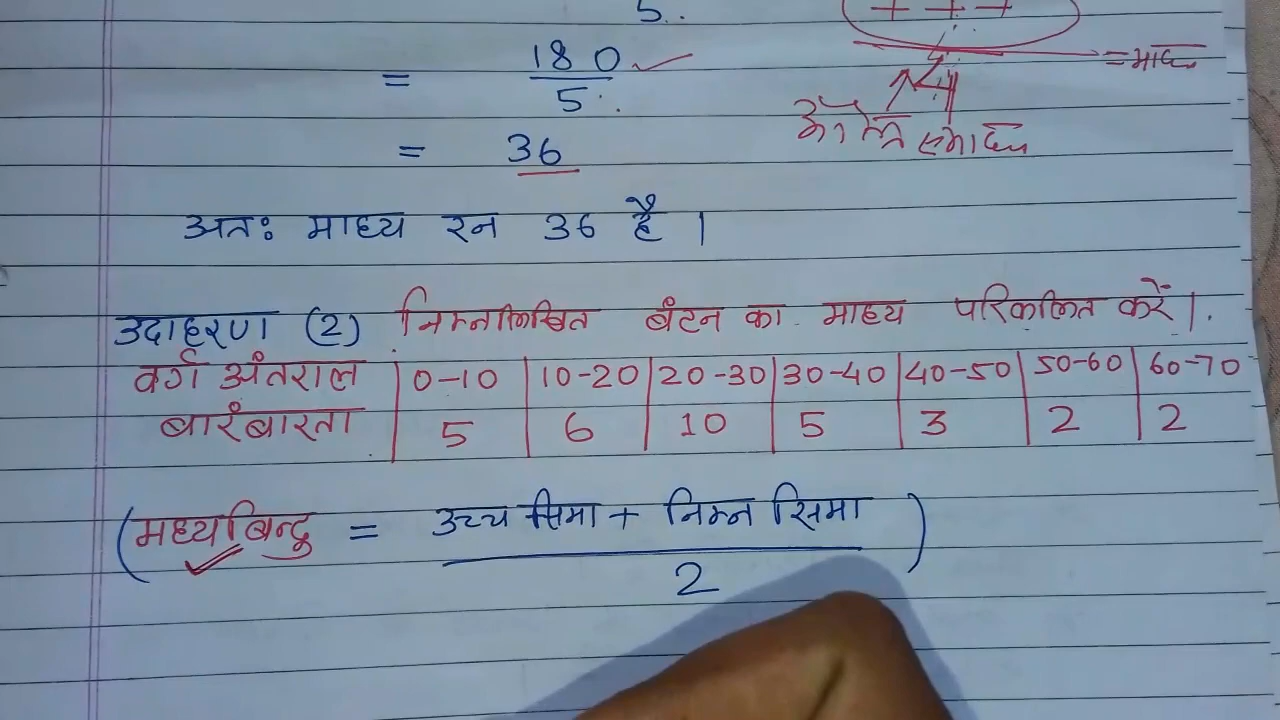 5.
+ + +
= 180
5
= 36
अतः माध्य रन 36 है।
उदाहरण (2) निम्नलिखित बंटन का माध्य परिकलित करें।
वर्ग अंतराल 0-10 10-20 20-30 30-40 40-50 50-60 60-70
बारंबारता 5 6 10 5 3 2 2
(मध्यबिन्दु = उच्च सिमा + निम्न सिमा)
2